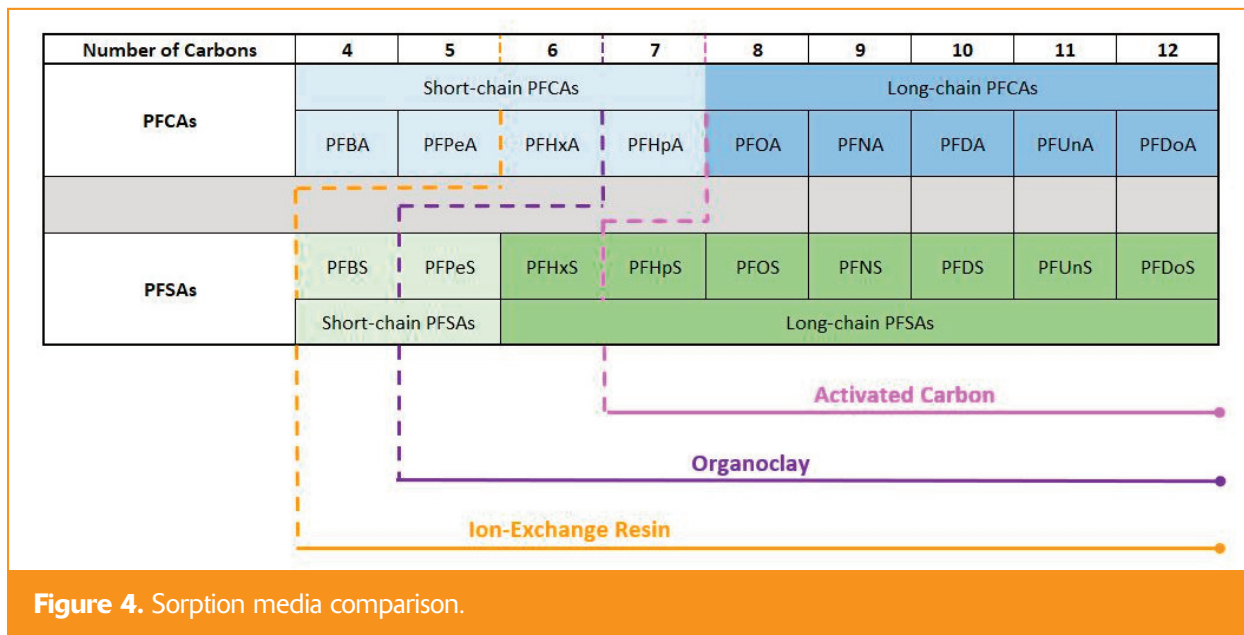 Number of Carbons 4 5 6 7 8 9 10 11 12
Short-chain PFCAs Long-chain PFCAs
PFCAs
PFBA PFPeA PFHxA PFHpA PFOA PFNA PFDA PFUnA PFDoA
PFBS PFPeS PFHxS PFHpS PFOS PFNS PFDS PFUnS PFDoS
PFSAs
Short-chain PFSAs Long-chain PFSAs
Activated Carbon
Organoclay
Ion-Exchange Resin
Figure 4. Sorption media comparison.